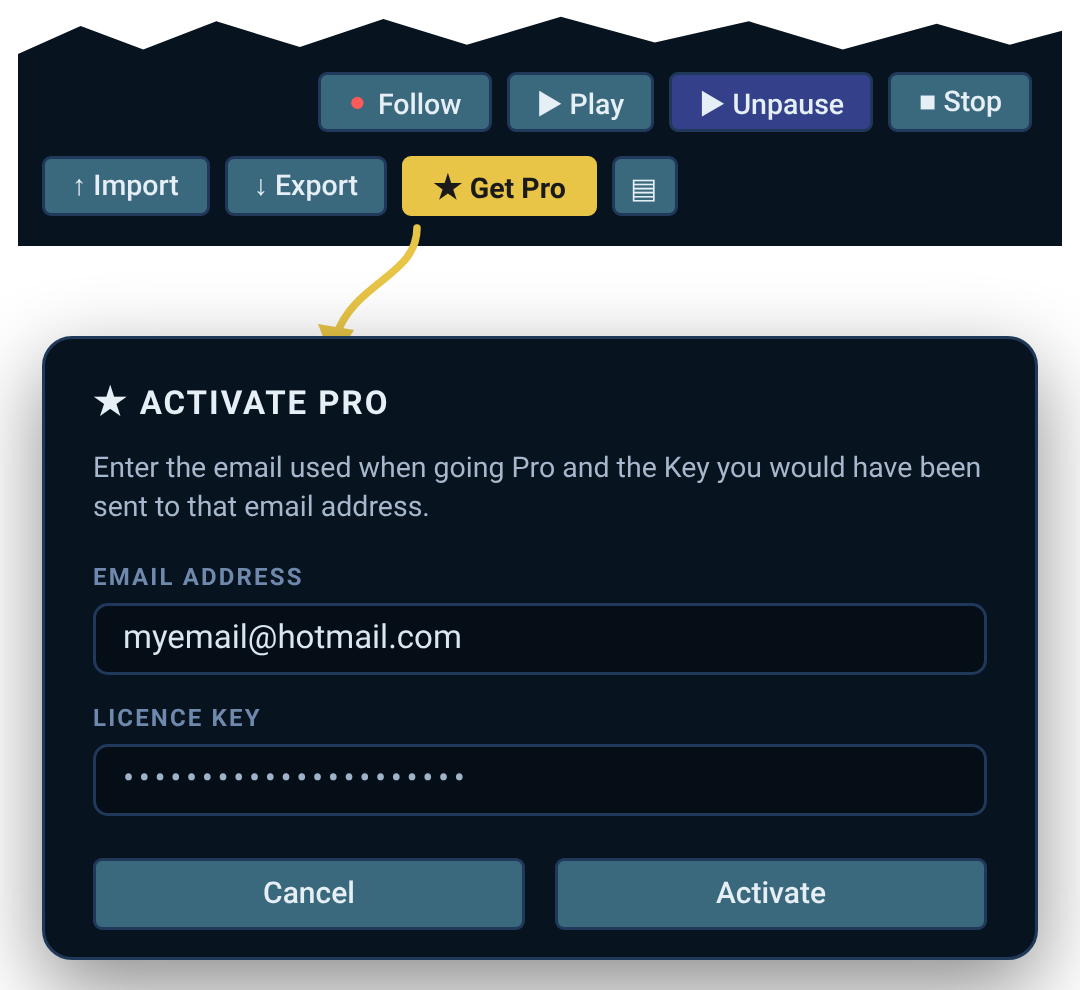 ● Follow ▶ Play ▶ Unpause ■ Stop
↑ Import ↓ Export ★ Get Pro ▤
★ ACTIVATE PRO
Enter the email used when going Pro and the Key you would have been
sent to that email address.
EMAIL ADDRESS
myemail@hotmail.com
LICENCE KEY
••••••••••••••••••••••
Cancel Activate